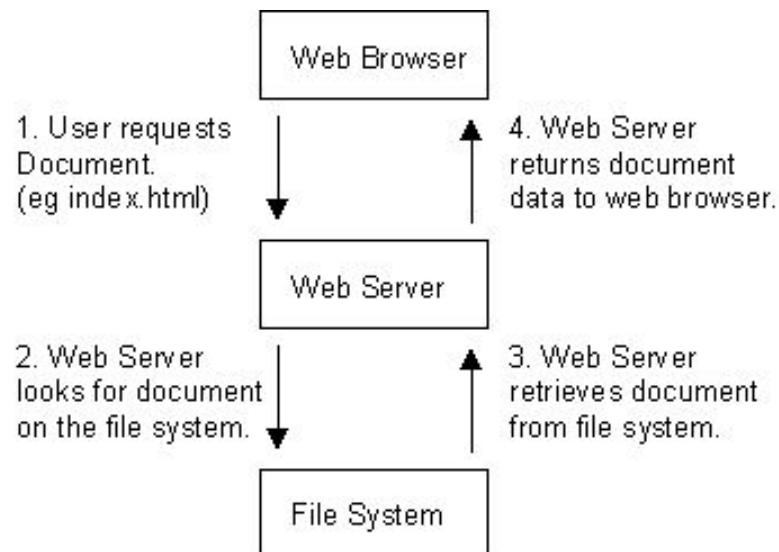 Web Browser
1. User requests
Document.
(eg index.html)
4. Web Server
returns document
data to web browser.
Web Server
2. Web Server
looks for document
on the file system.
3. Web Server
retrieves document
from file system.
File System